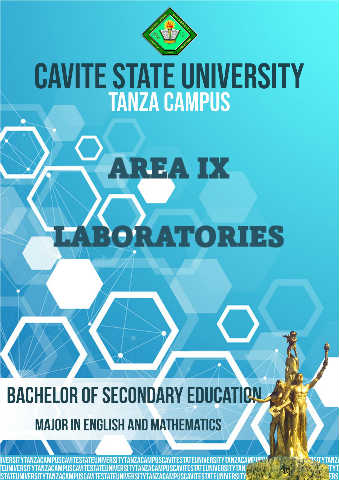 CAVITE STATE UNIVERSITY
TANZA CAMPUS
AREA IX
LABORATORIES
BACHELOR OF SECONDARY EDUCATION
MAJOR IN ENGLISH AND MATHEMATICS